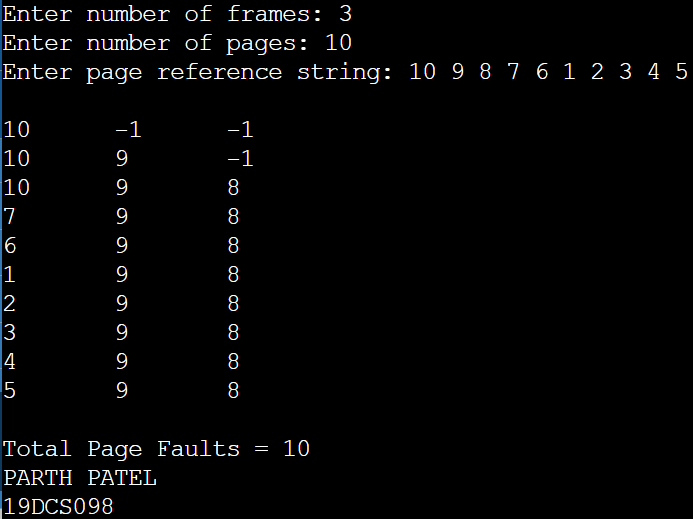 Enter number of frames: 3
Enter number of pages: 10
Enter page reference string: 10 9 8 7 6 1 2 3 4 5
10 -1 -1
10 9 -1
10 9 8
7 9 8
6 9 8
1 9 8
2 9 8
3 9 8
4 9 8
5 9 8
Total Page Faults = 10
PARTH PATEL
19DCS098